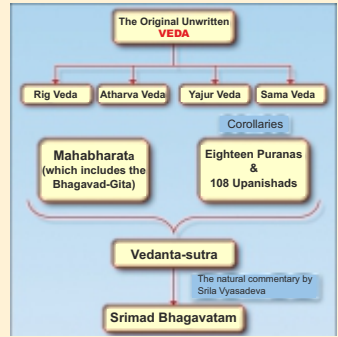 The Original Unwritten
VEDA
Rig Veda
Atharva Veda
Yajur Veda
Sama Veda
Corollaries
Mahabharata
(which includes the
Bhagavad-Gita)
Eighteen Puranas
&
108 Upanishads
Vedanta-sutra
The natural commentary by
Srila Vyasadeva
Srimad Bhagavatam